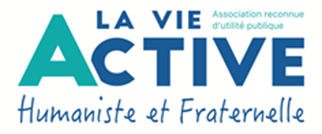 LA VIE
Association reconnue
d'utilité publique
ACTIVE
Humaniste et Fraternelle